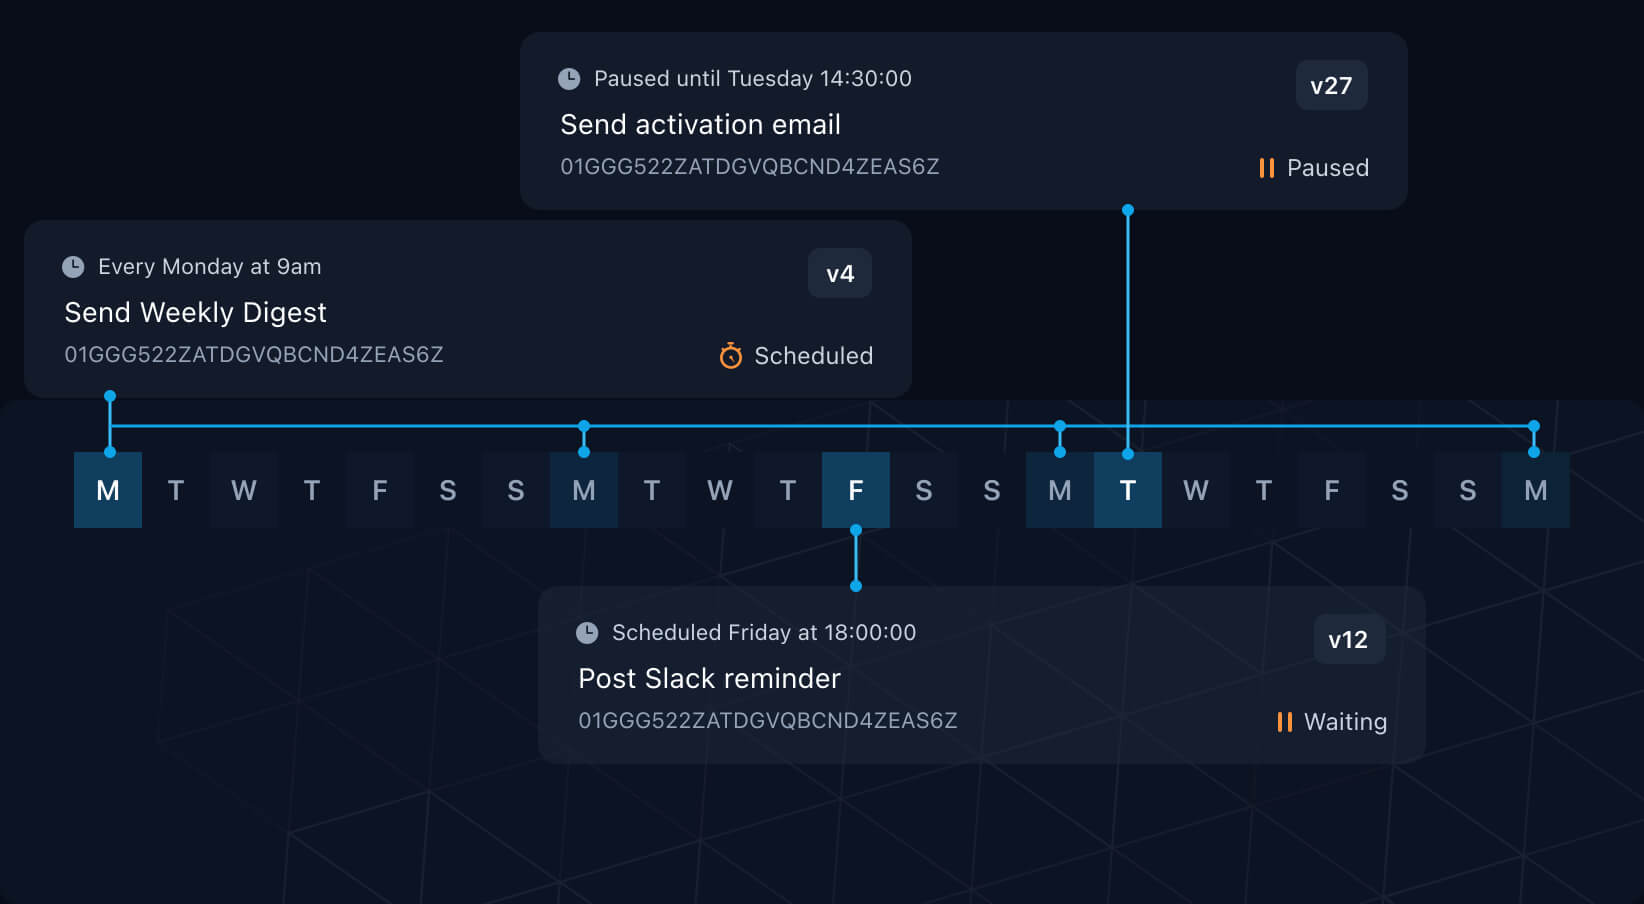 Paused until Tuesday 14:30:00
v27
Send activation email
01GGG522ZATDGVQBCND4ZEAS6Z
Paused
Every Monday at 9am
v4
Send Weekly Digest
01GGG522ZATDGVQBCND4ZEAS6Z
Scheduled
M T W T F S S M T W T F S S M T W T F S S M
Scheduled Friday at 18:00:00
v12
Post Slack reminder
01GGG522ZATDGVQBCND4ZEAS6Z
Waiting